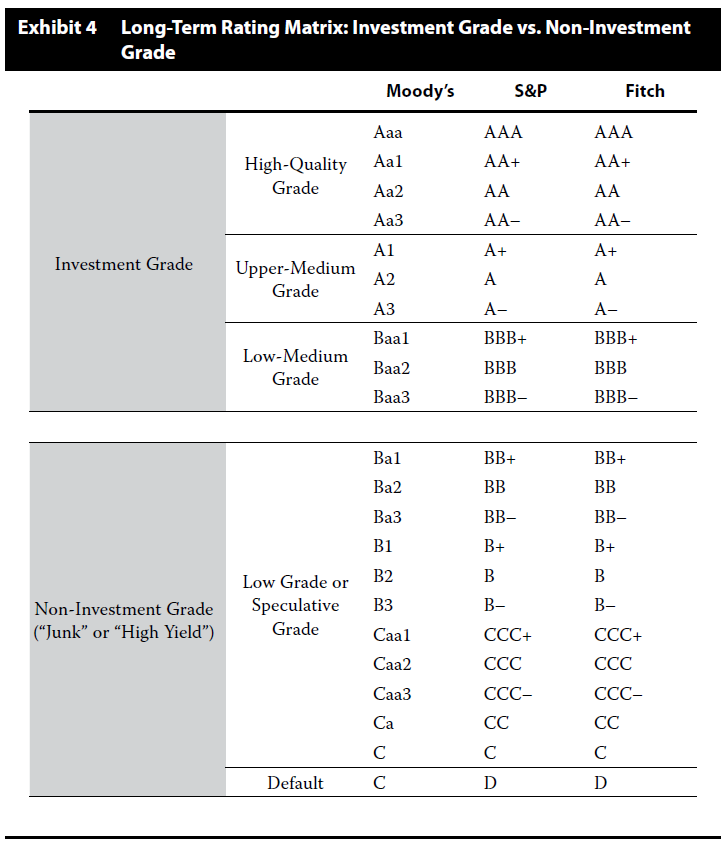 Exhibit 4 Long-Term Rating Matrix: Investment Grade vs. Non-Investment
Grade
Moody’s S&P Fitch
Investment Grade
High-Quality
Grade
Aaa AAA AAA
Aa1 AA+ AA+
Aa2 AA AA
Aa3 AA– AA–
Upper-Medium
Grade
A1 A+ A+
A2 A A
A3 A– A–
Low-Medium
Grade
Baa1 BBB+ BBB+
Baa2 BBB BBB
Baa3 BBB– BBB–
Non-Investment Grade
(“Junk” or “High Yield”)
Low Grade or
Speculative
Grade
Ba1 BB+ BB+
Ba2 BB BB
Ba3 BB– BB–
B1 B+ B+
B2 B B
B3 B– B–
Caa1 CCC+ CCC+
Caa2 CCC CCC
Caa3 CCC– CCC–
Ca CC CC
C C C
Default C D D